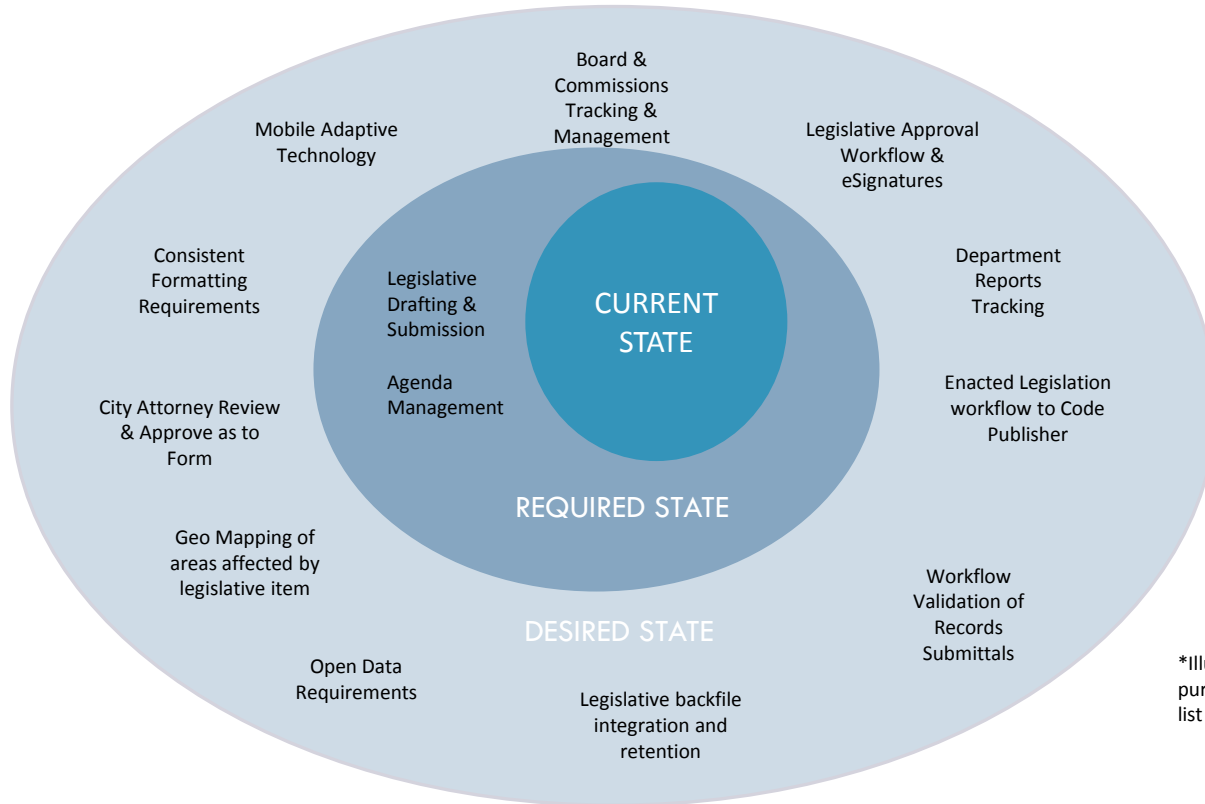 Board &
Commissions
Tracking &
Management
Mobile Adaptive
Technology
Legislative Approval
Workflow &
eSignatures
Consistent
Formatting
Requirements
Legislative
Drafting &
Submission
CURRENT
STATE
Department
Reports
Tracking
Agenda
Management
Enacted Legislation
workflow to Code
Publisher
City Attorney Review
& Approve as to
Form
REQUIRED STATE
Geo Mapping of
areas affected by
legislative item
Workflow
Validation of
Records
Submittals
DESIRED STATE
Open Data
Requirements
Legislative backfile
integration and
retention
list